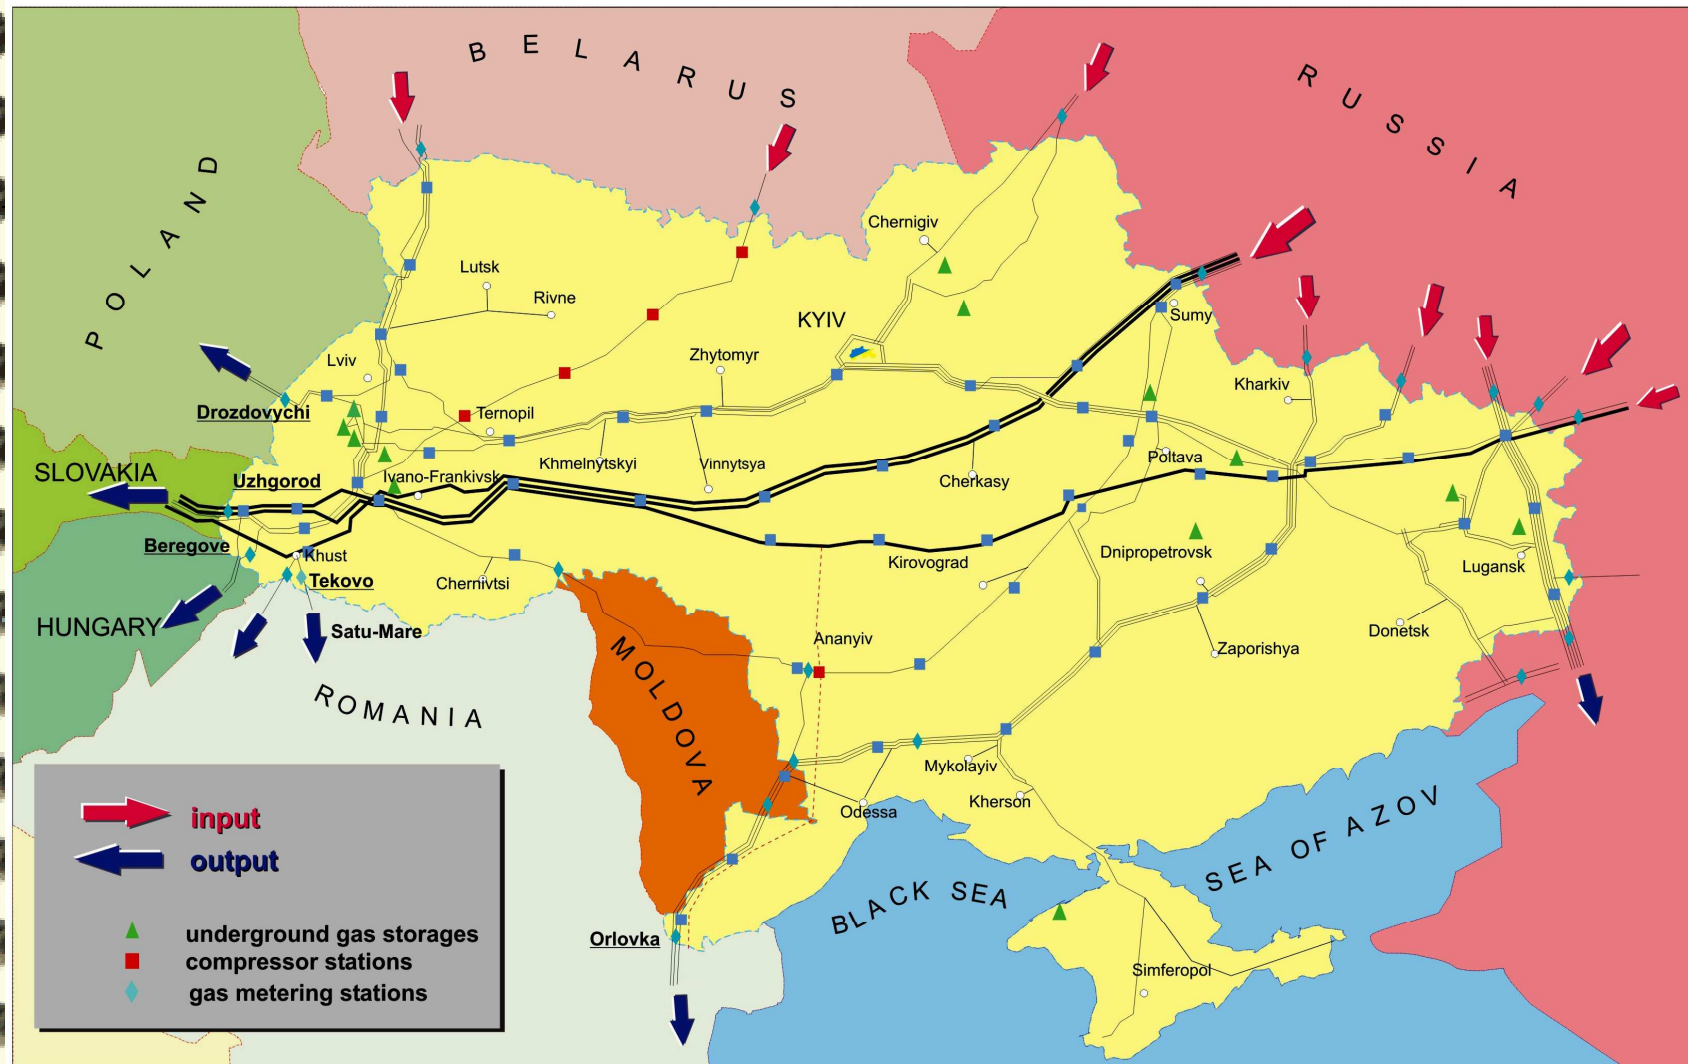 BELARUS
RUSSIA
POLAND
Chernigiv
Lutsk
Rivne
KYIV
Sumy
Lviv
Zhytomyr
Kharkiv
Drozdovychi
Ternopil
SLOVAKIA
Uzhgorod
Ivano-Frankivsk
Khmelnytskyi
Vinnytsya
Cherkasy
Poltava
Beregove
Khust
Tekovo
Chernivtsi
Kirovograd
Dnipropetrovsk
Lugansk
HUNGARY
Satu-Mare
Ananyiv
Donetsk
Zaporishya
MOLDOVA
ROMANIA
Mykolayiv
Kherson
Odessa
input
output
SEA OF AZOV
BLACK SEA
underground gas storages
Orlovka
compressor stations
Simferopol
gas metering stations